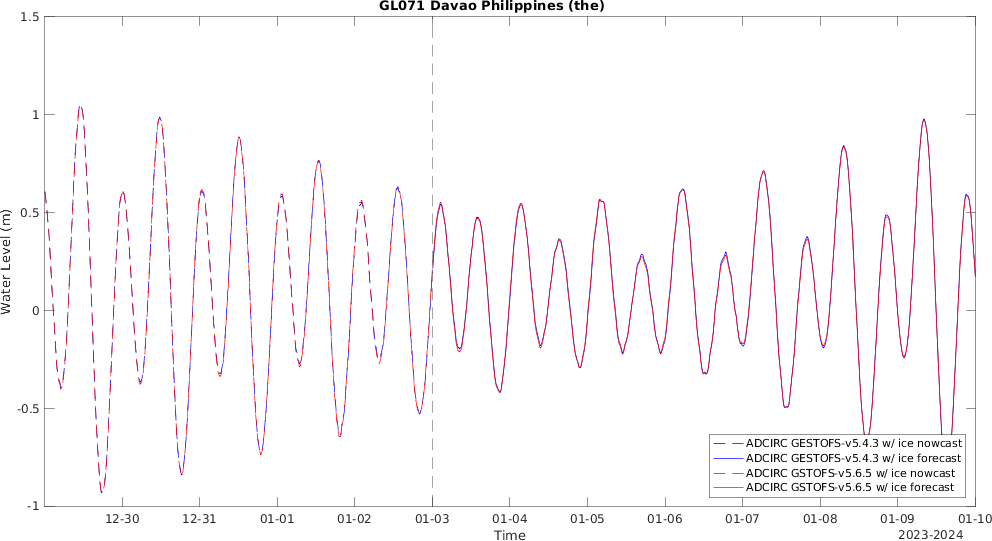 GL071 Davao Philippines (the)
1.5
1
0.5
0
-0.5
-1
Water Level (m)
12-30 12-31 01-01 01-02 01-03 01-04 01-05 01-06 01-07 01-08 01-09 01-10
Time
2023-2024
ADCIRC GESTOFS-v5.4.3 w/ ice nowcast
ADCIRC GESTOFS-v5.4.3 w/ ice forecast
ADCIRC GSTOFS-v5.6.5 w/ ice nowcast
ADCIRC GSTOFS-v5.6.5 w/ ice forecast